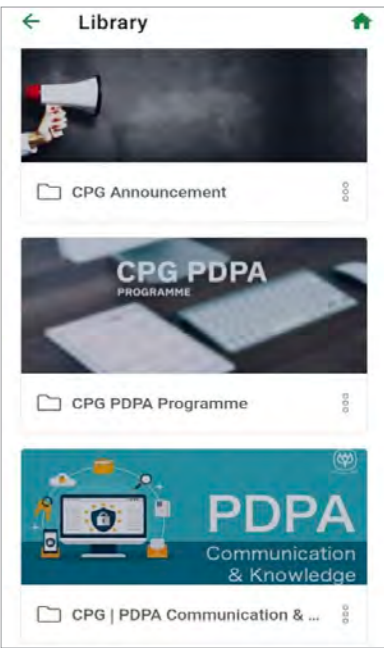 Library
CPG Announcement
CPG PDPA
PROGRAMME
CPG PDPA Programme
PDPA
Communication
& Knowledge
CPG | PDPA Communication & ...